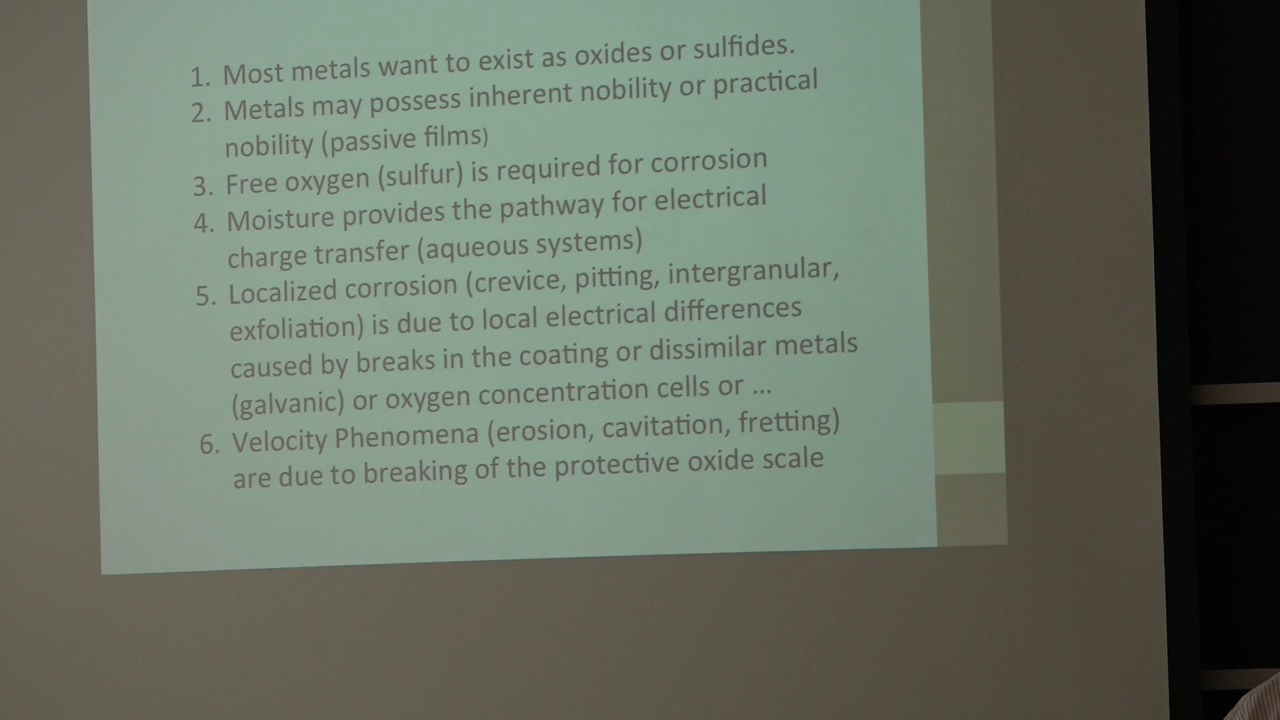 1. Most metals want to exist as oxides or sulfides.
2. Metals may possess inherent nobility or practical
nobility (passive films)
3. Free oxygen (sulfur) is required for corrosion
4. Moisture provides the pathway for electrical
charge transfer (aqueous systems)
5. Localized corrosion (crevice, pitting, intergranular,
exfoliation) is due to local electrical differences
caused by breaks in the coating or dissimilar metals
(galvanic) or oxygen concentration cells or ...
6. Velocity Phenomena (erosion, cavitation, fretting)
are due to breaking of the protective oxide scale